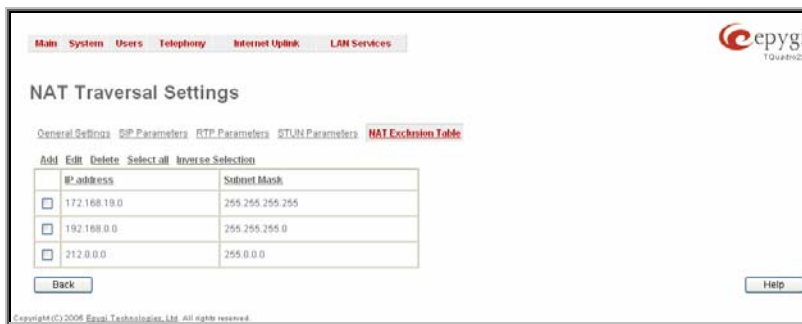 Main System Users Telephony Internet Uplink LAN Services
epygi
TQuadro2
NAT Traversal Settings
General Settings SIP Parameters RTP Parameters STUN Parameters NAT Exclusion Table
Add Edit Delete Select all Inverse Selection
IP address Subnet Mask
172.168.19.0 255.255.255.255
192.168.0.0 255.255.255.0
212.0.0.0 255.0.0.0
Back Help
Copyright (C) 2006 Epygi Technologies, Ltd. All rights reserved.